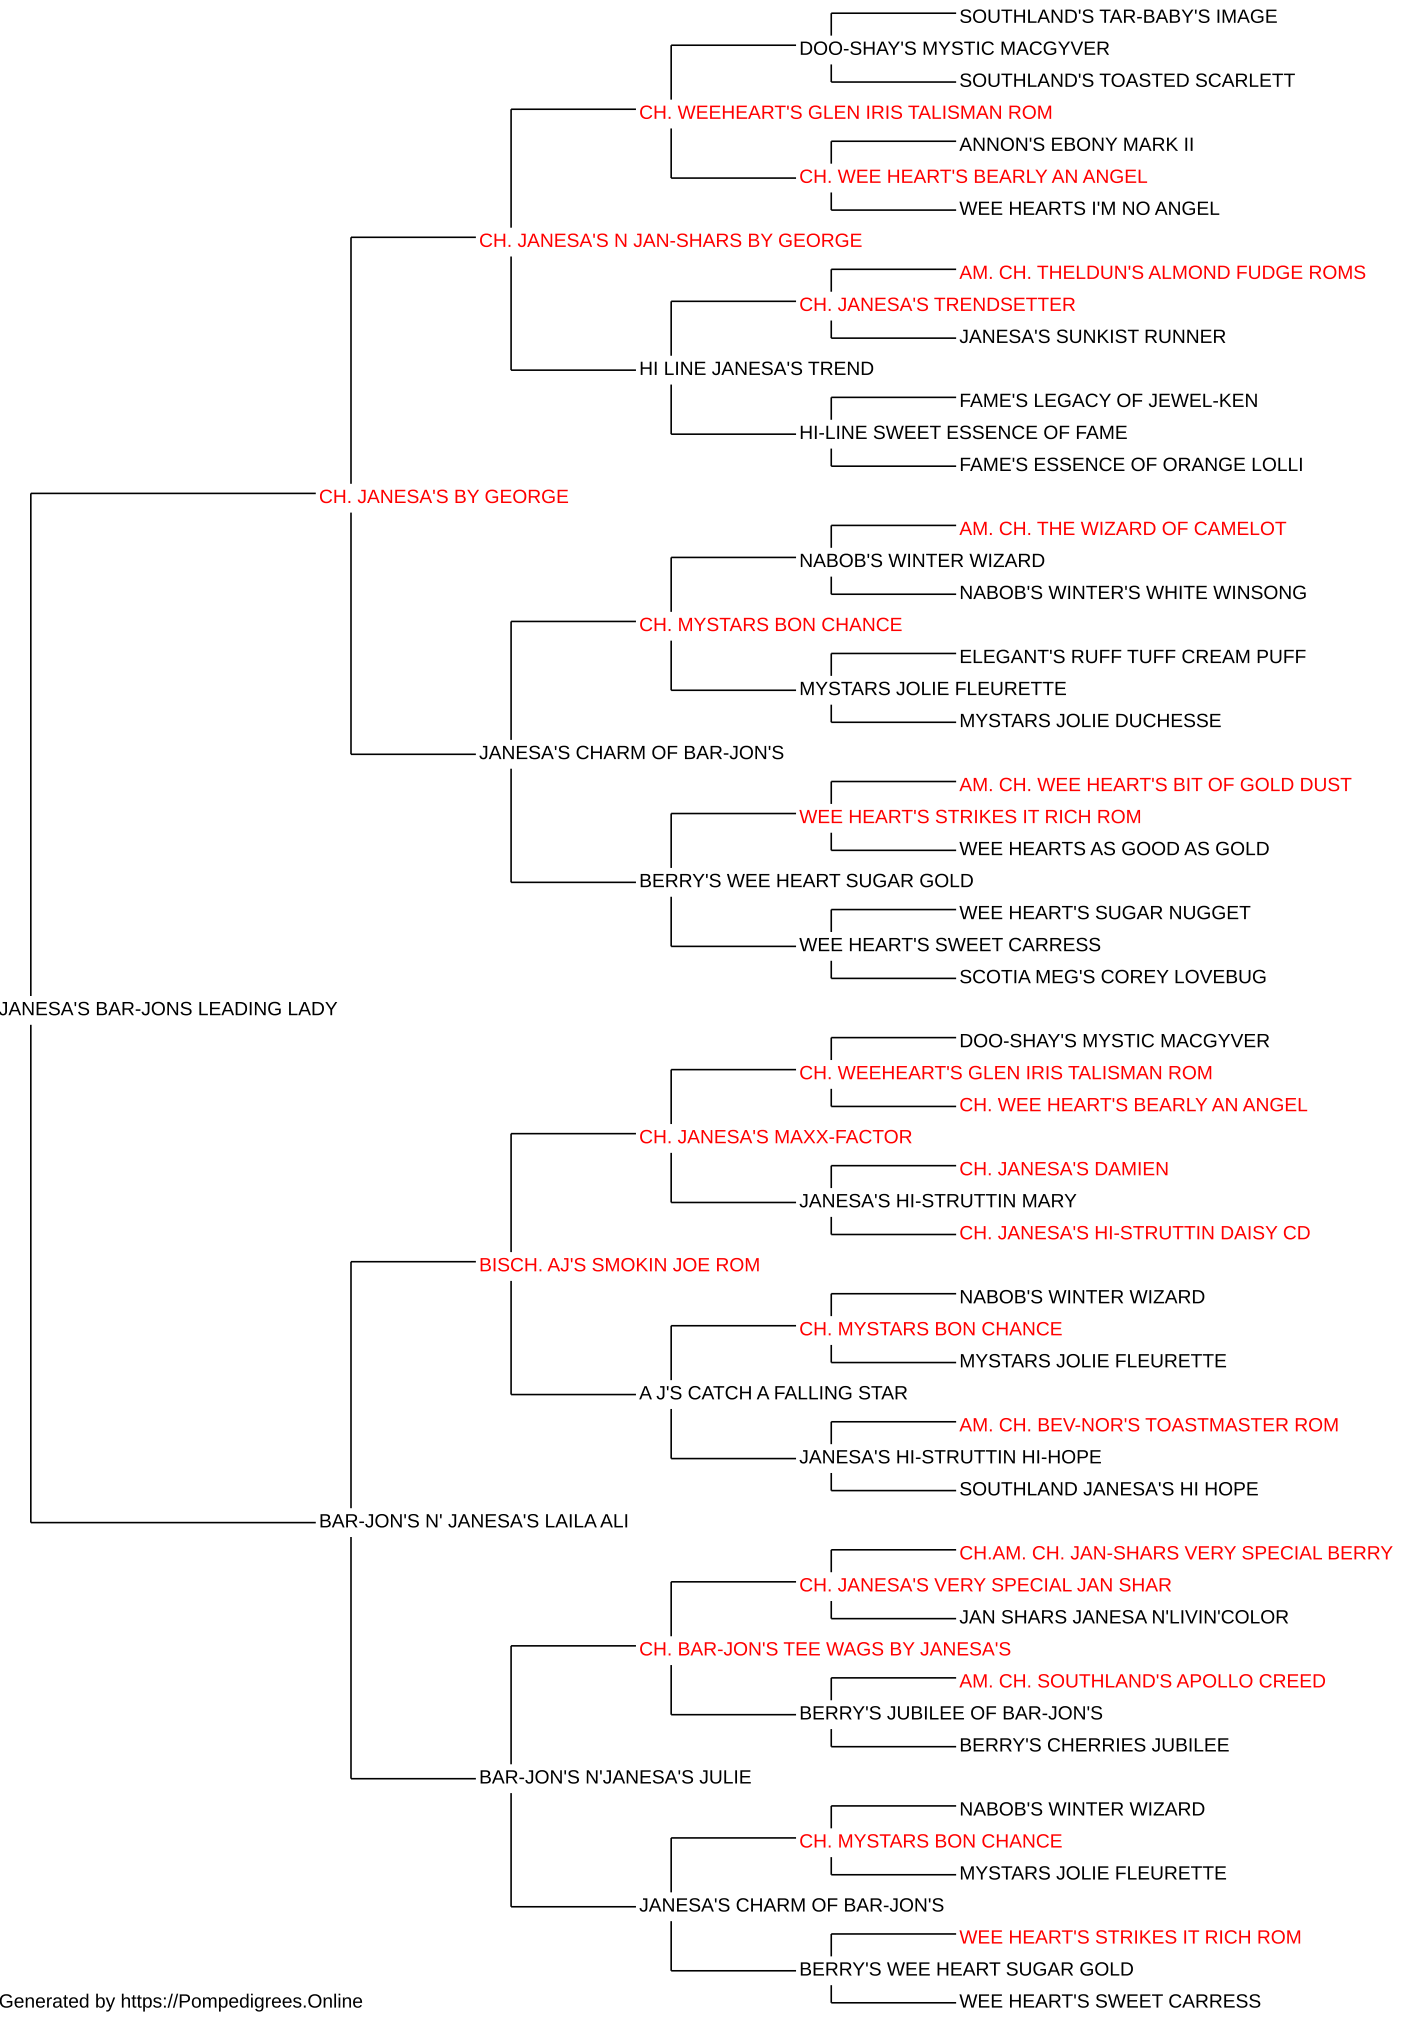 SOUTHLAND'S TAR-BABY'S IMAGE
DOO-SHAY'S MYSTIC MACGYVER
SOUTHLAND'S TOASTED SCARLETT
CH. WEEHEART'S GLEN IRIS TALISMAN ROM
ANNON'S EBONY MARK II
CH. WEE HEART'S BEARLY AN ANGEL
WEE HEARTS I'M NO ANGEL
CH. JANESA'S N JAN-SHARS BY GEORGE
AM. CH. THELDUN'S ALMOND FUDGE ROMS
CH. JANESA'S TRENDSETTER
JANESA'S SUNKIST RUNNER
HI LINE JANESA'S TREND
FAME'S LEGACY OF JEWEL-KEN
HI-LINE SWEET ESSENCE OF FAME
FAME'S ESSENCE OF ORANGE LOLLI
CH. JANESA'S BY GEORGE
AM. CH. THE WIZARD OF CAMELOT
NABOB'S WINTER WIZARD
NABOB'S WINTER'S WHITE WINSONG
CH. MYSTARS BON CHANCE
ELEGANT'S RUFF TUFF CREAM PUFF
MYSTARS JOLIE FLEURETTE
MYSTARS JOLIE DUCHESSE
JANESA'S CHARM OF BAR-JON'S
AM. CH. WEE HEART'S BIT OF GOLD DUST
WEE HEART'S STRIKES IT RICH ROM
WEE HEARTS AS GOOD AS GOLD
BERRY'S WEE HEART SUGAR GOLD
WEE HEART'S SUGAR NUGGET
WEE HEART'S SWEET CARRESS
SCOTIA MEG'S COREY LOVEBUG
JANESA'S BAR-JONS LEADING LADY
DOO-SHAY'S MYSTIC MACGYVER
CH. WEEHEART'S GLEN IRIS TALISMAN ROM
CH. WEE HEART'S BEARLY AN ANGEL
CH. JANESA'S MAXX-FACTOR
CH. JANESA'S DAMIEN
JANESA'S HI-STRUTTIN MARY
CH. JANESA'S HI-STRUTTIN DAISY CD
BISCH. AJ'S SMOKIN JOE ROM
NABOB'S WINTER WIZARD
CH. MYSTARS BON CHANCE
MYSTARS JOLIE FLEURETTE
A J'S CATCH A FALLING STAR
AM. CH. BEV-NOR'S TOASTMASTER ROM
JANESA'S HI-STRUTTIN HI-HOPE
SOUTHLAND JANESA'S HI HOPE
BAR-JON'S N' JANESA'S LAILA ALI
CH.AM. CH. JAN-SHARS VERY SPECIAL BERRY
CH. JANESA'S VERY SPECIAL JAN SHAR
JAN SHARS JANESA N'LIVIN'COLOR
CH. BAR-JON'S TEE WAGS BY JANESA'S
AM. CH. SOUTHLAND'S APOLLO CREED
BERRY'S JUBILEE OF BAR-JON'S
BERRY'S CHERRIES JUBILEE
BAR-JON'S N'JANESA'S JULIE
NABOB'S WINTER WIZARD
CH. MYSTARS BON CHANCE
MYSTARS JOLIE FLEURETTE
JANESA'S CHARM OF BAR-JON'S
WEE HEART'S STRIKES IT RICH ROM
BERRY'S WEE HEART SUGAR GOLD
WEE HEART'S SWEET CARRESS
Generated by https://Pompedigrees.Online